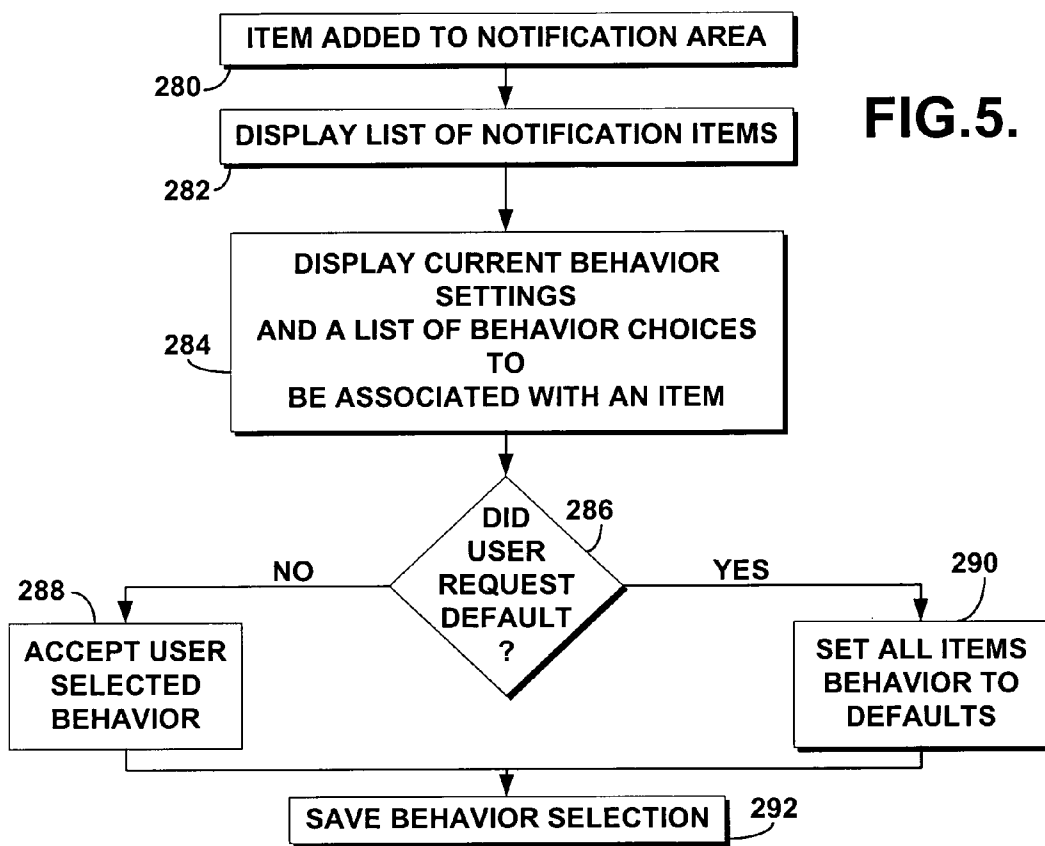 ITEM ADDED TO NOTIFICATION AREA
280
FIG.5.
DISPLAY LIST OF NOTIFICATION ITEMS
282
DISPLAY CURRENT BEHAVIOR
SETTINGS
AND A LIST OF BEHAVIOR CHOICES
TO
BE ASSOCIATED WITH AN ITEM
284
DID
USER
REQUEST
DEFAULT
?
286
NO
YES
288
ACCEPT USER
SELECTED
BEHAVIOR
290
SET ALL ITEMS
BEHAVIOR TO
DEFAULTS
SAVE BEHAVIOR SELECTION
292